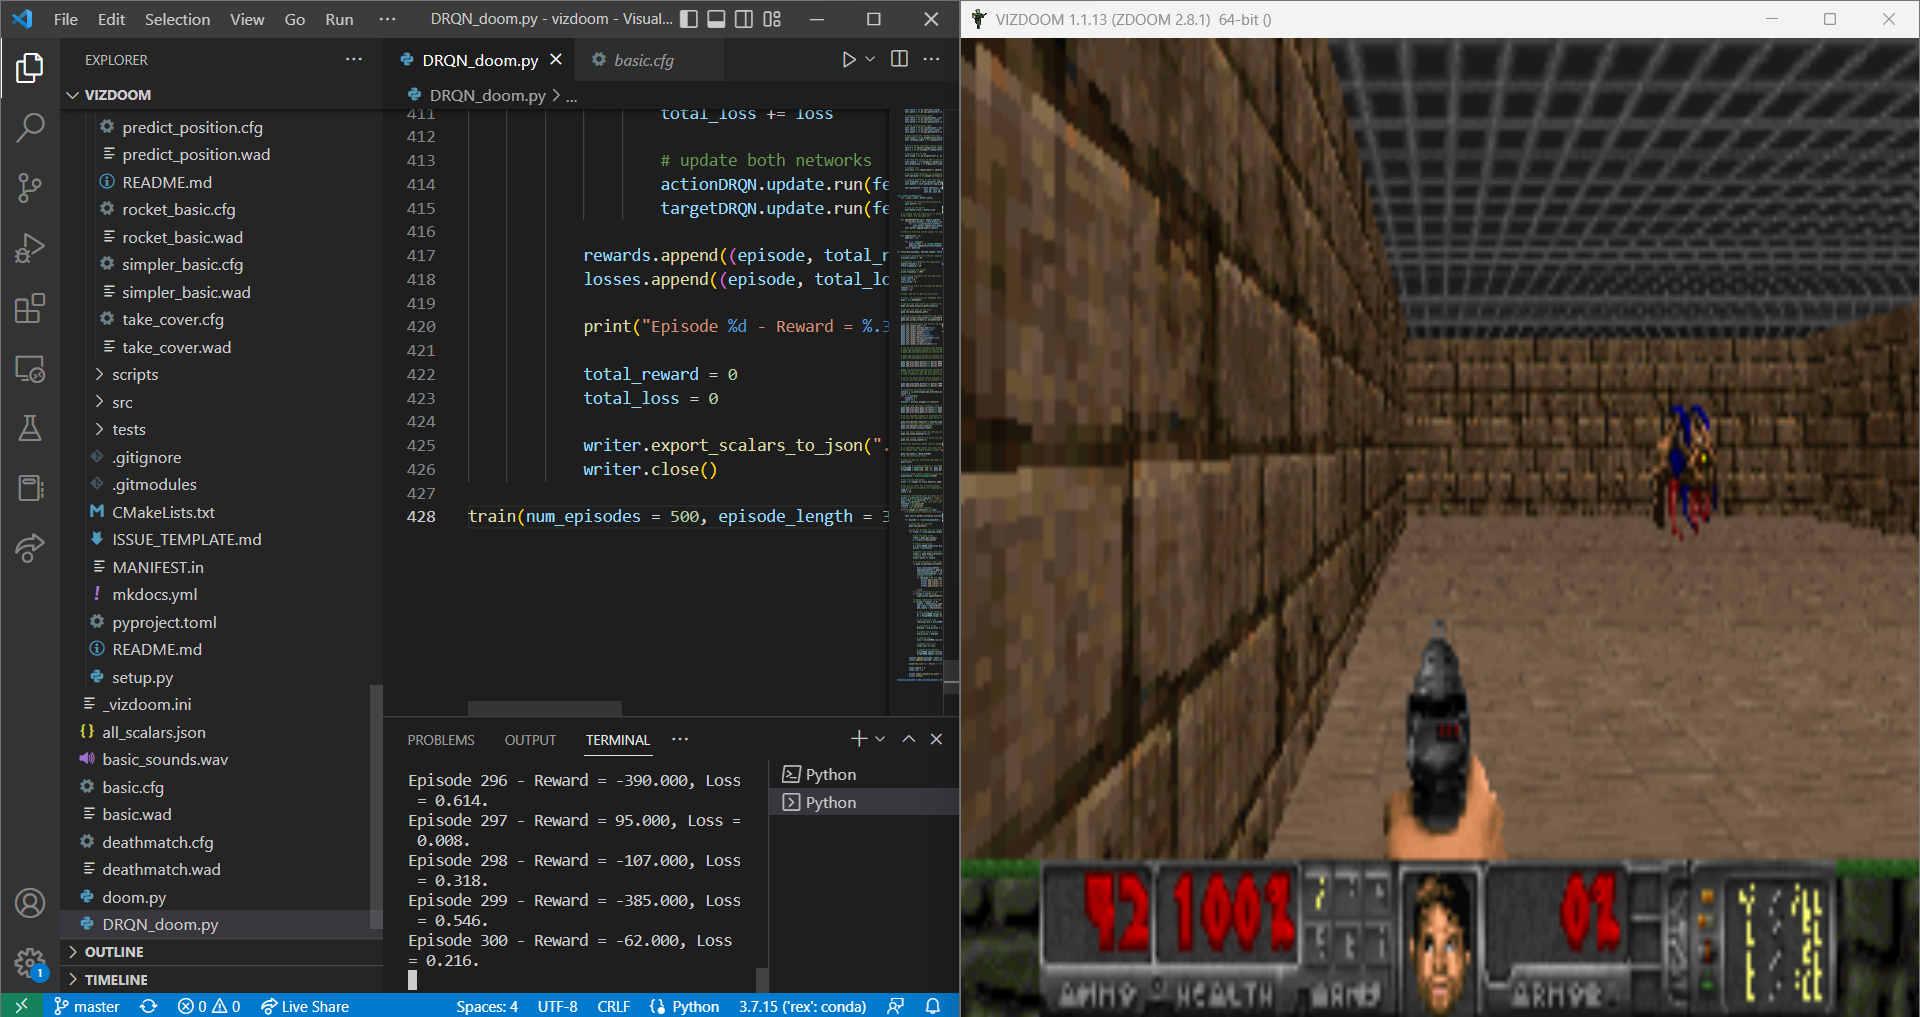 File Edit Selection View Go Run ··· DRQN_doom.py - vizdoom - Visual...
EXPLORER
VIZDOOM
predict_position.cfg
predict_position.wad
README.md
rocket_basic.cfg
rocket_basic.wad
simpler_basic.cfg
simpler_basic.wad
take_cover.cfg
take_cover.wad
scripts
src
tests
.gitignore
.gitmodules
CMakeLists.txt
ISSUE_TEMPLATE.md
MANIFEST.in
mkdocs.yml
pyproject.toml
README.md
setup.py
_vizdoom.ini
all_scalars.json
basic_sounds.wav
basic.cfg
basic.wad
deathmatch.cfg
deathmatch.wad
doom.py
DRQN_doom.py
OUTLINE
TIMELINE
DRQN_doom.py basic.cfg
DRQN_doom.py > ...
411 total_loss += loss
412
413 # update both networks
414 actionDRQN.update.run(fe
415 targetDRQN.update.run(fe
416
417 rewards.append((episode, total_r
418 losses.append((episode, total_lo
419
420 print("Episode %d - Reward = %.3
421
422 total_reward = 0
423 total_loss = 0
424
425 writer.export_scalars_to_json(".
426 writer.close()
427
428 train(num_episodes = 500, episode_length = 3
PROBLEMS OUTPUT TERMINAL ···
Episode 296 - Reward = -390.000, Loss
= 0.614.
Episode 297 - Reward = 95.000, Loss =
0.008.
Episode 298 - Reward = -107.000, Loss
= 0.318.
Episode 299 - Reward = -385.000, Loss
= 0.546.
Episode 300 - Reward = -62.000, Loss
= 0.216.
Python
Python
1
master 0 0 Live Share Spaces: 4 UTF-8 CRLF Python 3.7.15 ('rex': conda)
VIZDOOM 1.1.13 (ZDOOM 2.8.1) 64-bit ()
42 100% 0%
AMMO HEALTH ARMS ARMOR